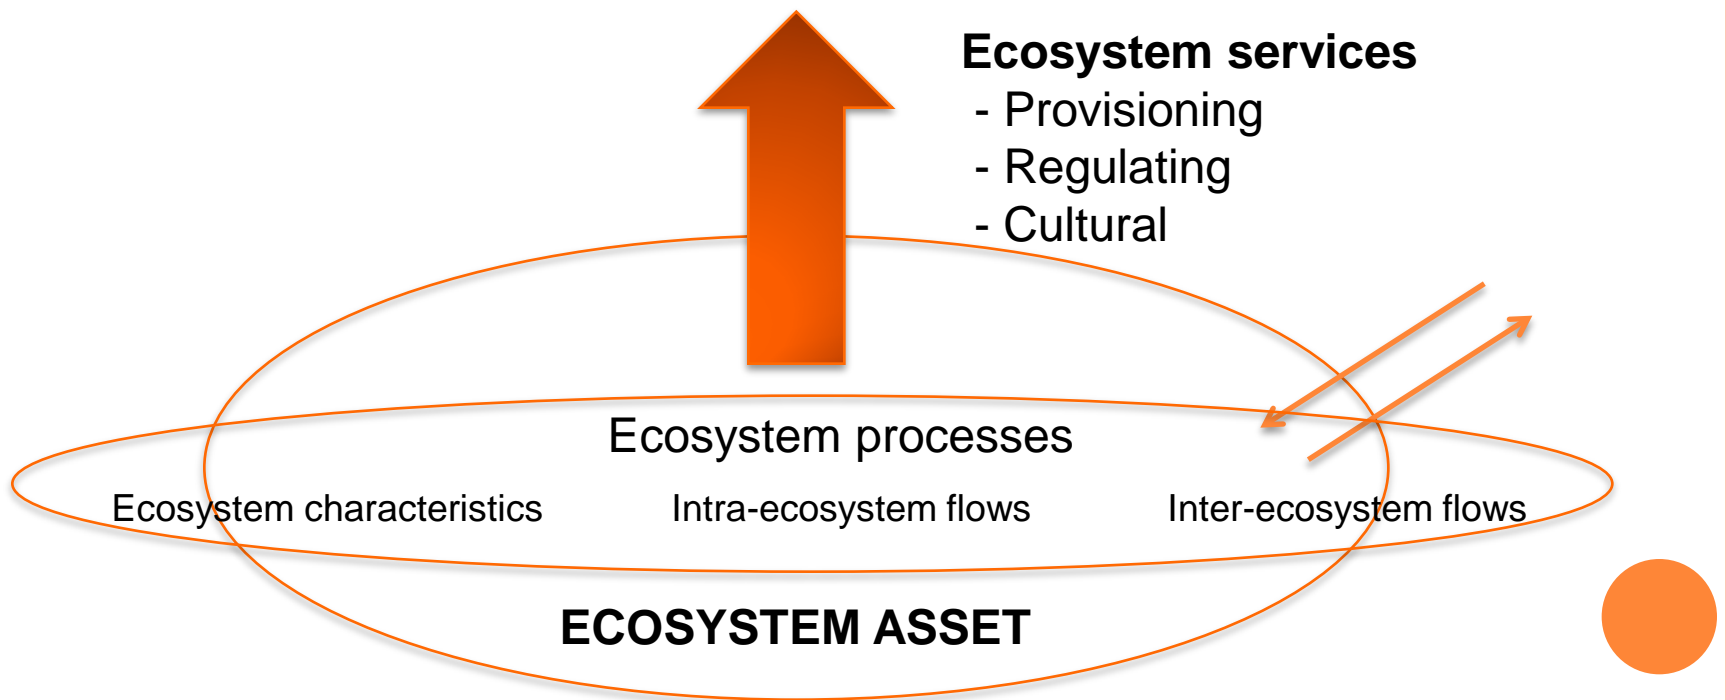 Ecosystem services
- Provisioning
- Regulating
- Cultural
Ecosystem processes
Ecosystem characteristics Intra-ecosystem flows Inter-ecosystem flows
ECOSYSTEM ASSET